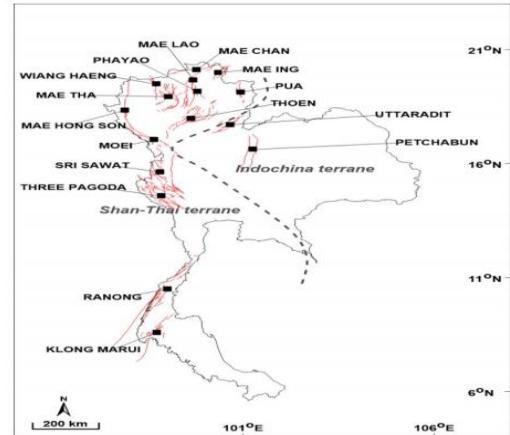 MAE LAO
MAE CHAN
21°N
PHAYAO
MAE ING
WIANG HAENG
PUA
MAE THA
THOEN
UTTARADIT
MAE HONG SON
MOEI
PETCHABUN
SRI SAWAT
Indochina terrane
16°N
THREE PAGODA
Shan-Thai terrane
11°N
RANONG
KLONG MARUI
6°N
N
200 km
101°E
106°E